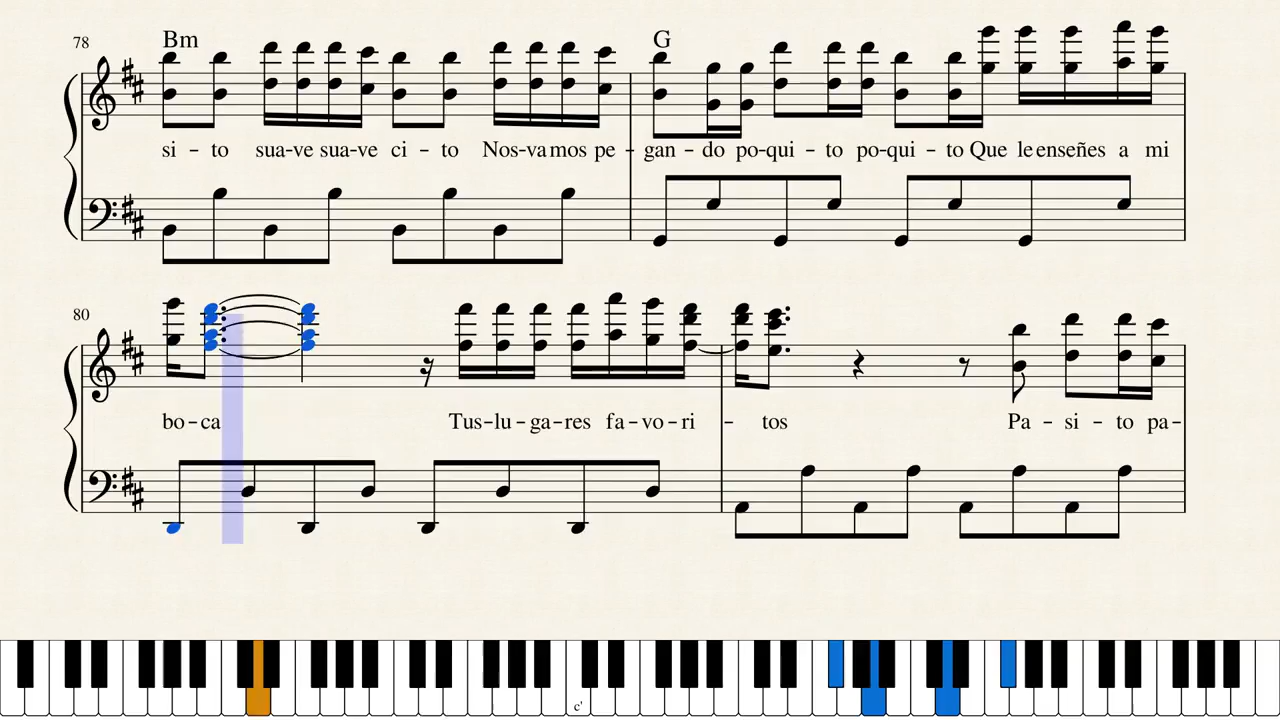 78 Bm G
si – to sua-ve sua-ve ci – to Nos-vamos pe – gan – do po-qui – to po-qui – to Que le enseñes a mi
80
bo – ca Tus-lu-ga-res fa-vo-ri – tos Pa – si – to pa-
c'